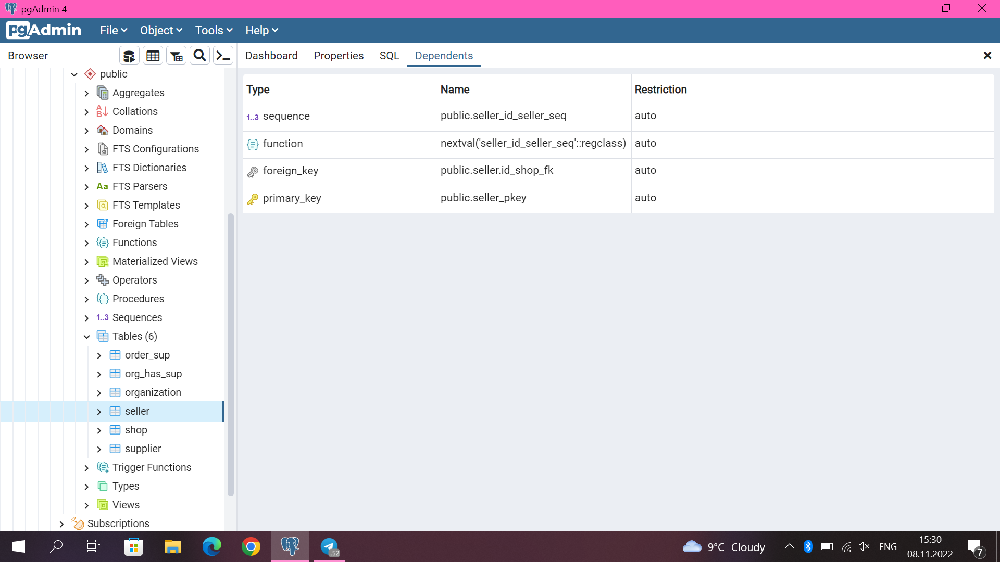 pgAdmin 4
pgAdmin File Object Tools Help
Browser
Dashboard Properties SQL Dependents
public
Aggregates
Collations
Domains
FTS Configurations
FTS Dictionaries
Aa FTS Parsers
FTS Templates
Foreign Tables
Functions
Materialized Views
Operators
Procedures
1..3 Sequences
Tables (6)
order_sup
org_has_sup
organization
seller
shop
supplier
Trigger Functions
Types
Views
Subscriptions
Type Name Restriction
1..3 sequence public.seller_id_seller_seq auto
function nextval('seller_id_seller_seq'::regclass) auto
foreign_key public.seller.id_shop_fk auto
primary_key public.seller_pkey auto
..52
9°C Cloudy
ENG
15:30
08.11.2022
7